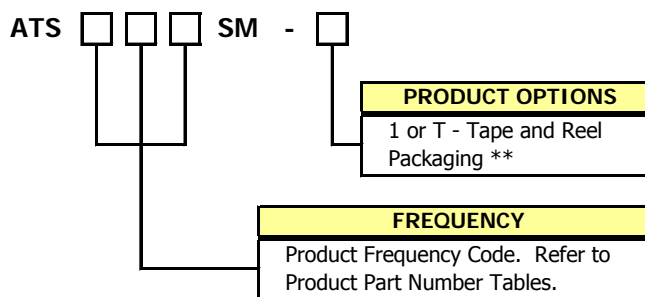 ATS SM -
PRODUCT OPTIONS
1 or T - Tape and Reel
Packaging **
FREQUENCY
Product Frequency Code. Refer to
Product Part Number Tables.